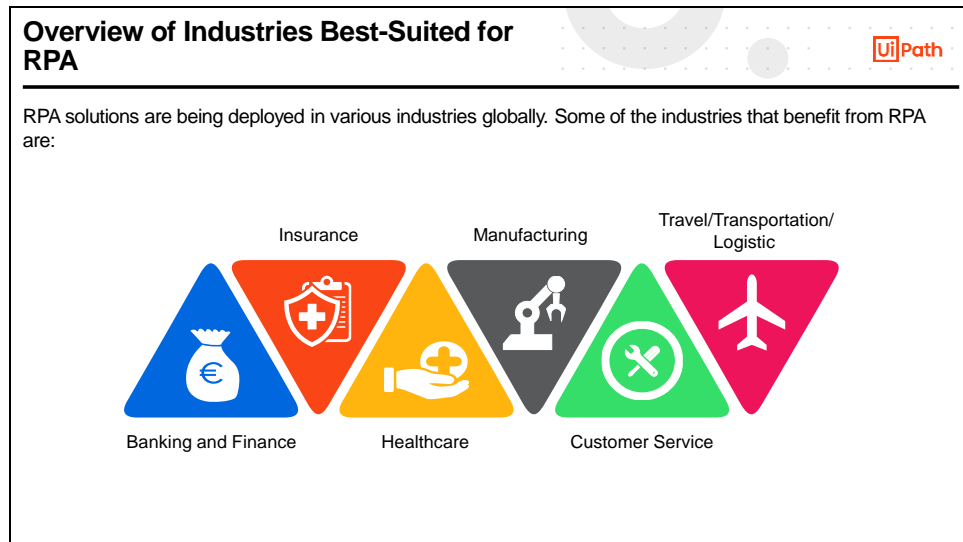 Overview of Industries Best-Suited for
RPA
UiPath
RPA solutions are being deployed in various industries globally. Some of the industries that benefit from RPA
are:
Insurance
Manufacturing
Travel/Transportation/
Logistic
€
Banking and Finance
Healthcare
Customer Service